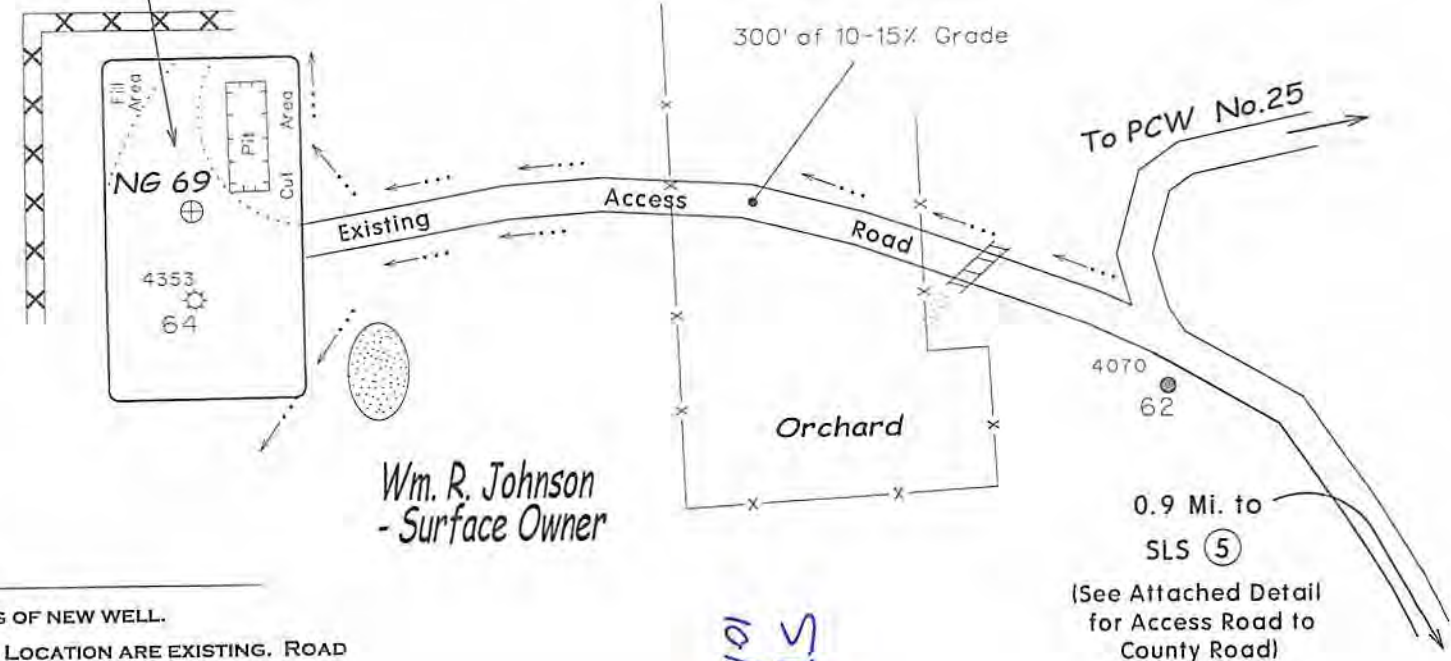 300' of 10-15% Grade
To PCW No.25
Fill
Area
Pit
Cut Area
NG 69
Existing
Access
Road
4353
64
4070
62
Orchard
Wm. R. Johnson
- Surface Owner
0.9 Mi. to
SLS 5
(See Attached Detail
for Access Road to
County Road)
OF NEW WELL.
LOCATION ARE EXISTING. ROAD